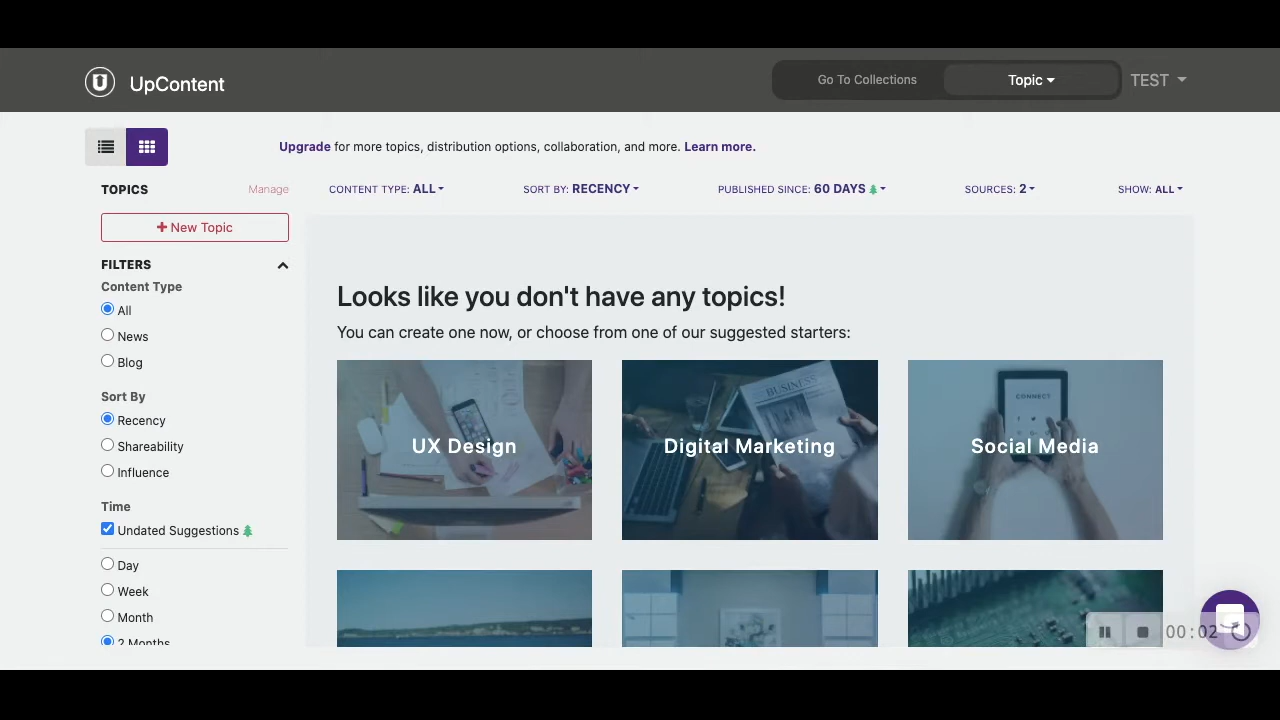 UpContent
Go To Collections
Topic
TEST
Upgrade for more topics, distribution options, collaboration, and more. Learn more.
TOPICS
Manage
CONTENT TYPE: ALL
SORT BY: RECENCY
PUBLISHED SINCE: 60 DAYS
SOURCES: 2
SHOW: ALL
+ New Topic
FILTERS
Content Type
All
News
Blog
Sort By
Recency
Shareability
Influence
Time
Undated Suggestions
Day
Week
Month
2 Months
Looks like you don't have any topics!
You can create one now, or choose from one of our suggested starters:
UX Design
BUSINESS
Digital Marketing
CONNECT
Social Media
00:02